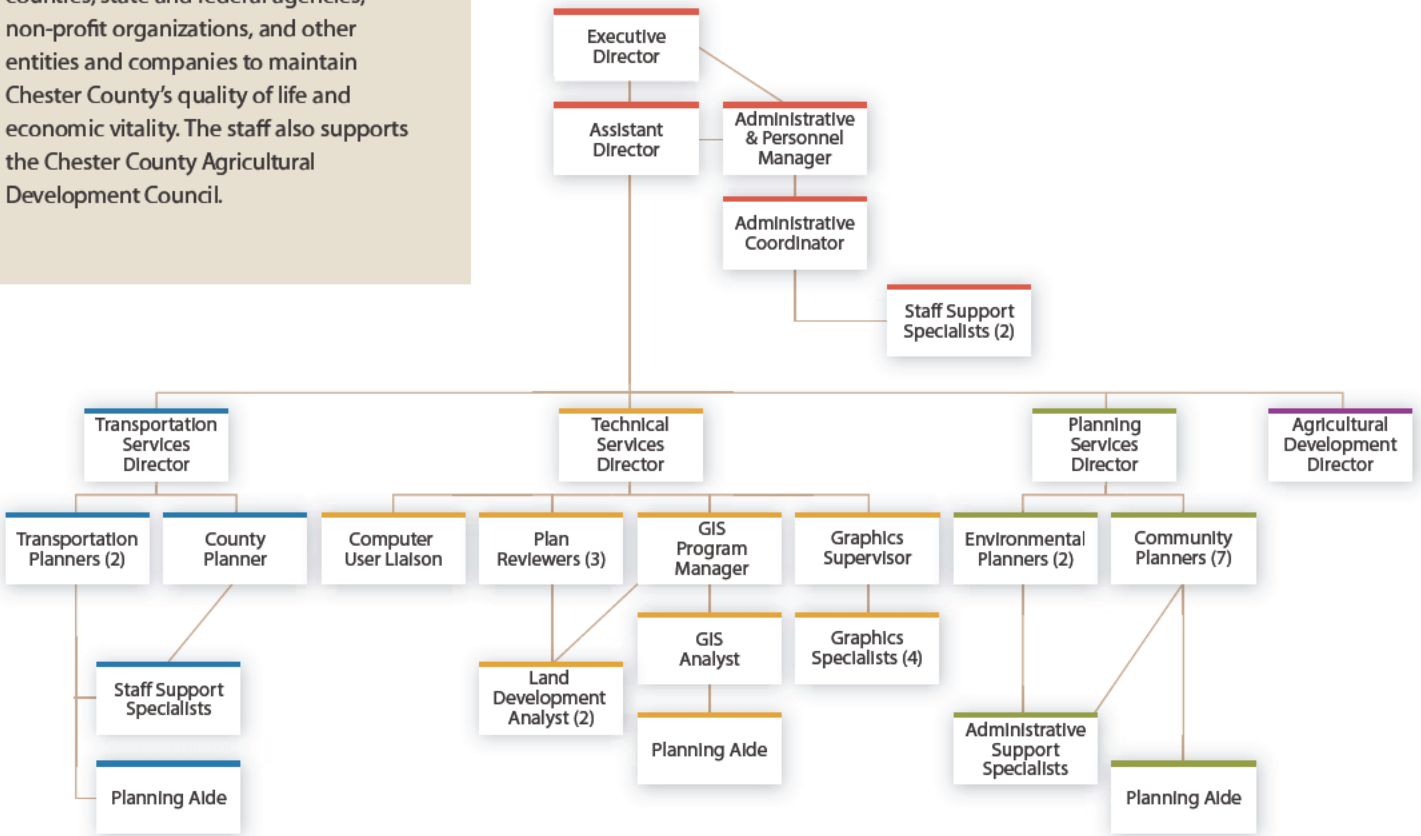 counties, state and federal agencies,
non-profit organizations, and other
entities and companies to maintain
Chester County's quality of life and
economic vitality. The staff also supports
the Chester County Agricultural
Development Council.
Executive
Director
Assistant
Director
Administrative
& Personnel
Manager
Administrative
Coordinator
Staff Support
Specialists (2)
Transportation
Services
Director
Technical
Services
Director
Planning
Services
Director
Agricultural
Development
Director
Transportation
Planners (2)
County
Planner
Computer
User Liaison
Plan
Reviewers (3)
GIS
Program
Manager
Graphics
Supervisor
Environmental
Planners (2)
Community
Planners (7)
Staff Support
Specialists
Land
Development
Analyst (2)
GIS
Analyst
Graphics
Specialists (4)
Planning Aide
Planning Aide
Administrative
Support
Specialists
Planning Aide